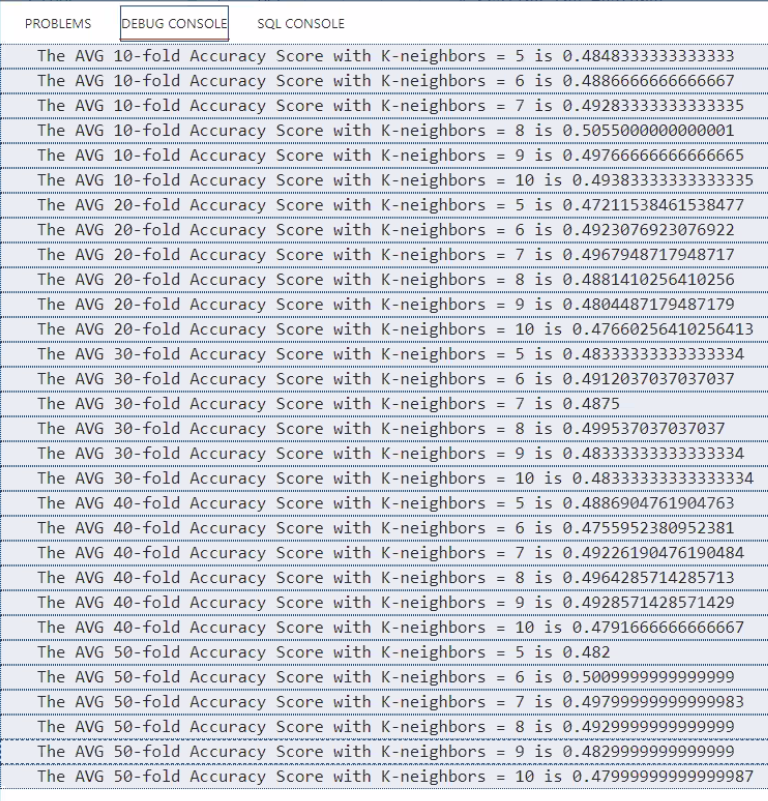 PROBLEMS DEBUG CONSOLE SQL CONSOLE
The AVG 10-fold Accuracy Score with K-neighbors = 5 is 0.4848333333333333
The AVG 10-fold Accuracy Score with K-neighbors = 6 is 0.4886666666666667
The AVG 10-fold Accuracy Score with K-neighbors = 7 is 0.49283333333333335
The AVG 10-fold Accuracy Score with K-neighbors = 8 is 0.5055000000000001
The AVG 10-fold Accuracy Score with K-neighbors = 9 is 0.49766666666666665
The AVG 10-fold Accuracy Score with K-neighbors = 10 is 0.49383333333333335
The AVG 20-fold Accuracy Score with K-neighbors = 5 is 0.47211538461538477
The AVG 20-fold Accuracy Score with K-neighbors = 6 is 0.4923076923076922
The AVG 20-fold Accuracy Score with K-neighbors = 7 is 0.4967948717948717
The AVG 20-fold Accuracy Score with K-neighbors = 8 is 0.4881410256410256
The AVG 20-fold Accuracy Score with K-neighbors = 9 is 0.4804487179487179
The AVG 20-fold Accuracy Score with K-neighbors = 10 is 0.47660256410256413
The AVG 30-fold Accuracy Score with K-neighbors = 5 is 0.48333333333333334
The AVG 30-fold Accuracy Score with K-neighbors = 6 is 0.4912037037037037
The AVG 30-fold Accuracy Score with K-neighbors = 7 is 0.4875
The AVG 30-fold Accuracy Score with K-neighbors = 8 is 0.499537037037037
The AVG 30-fold Accuracy Score with K-neighbors = 9 is 0.48333333333333334
The AVG 30-fold Accuracy Score with K-neighbors = 10 is 0.48333333333333334
The AVG 40-fold Accuracy Score with K-neighbors = 5 is 0.4886904761904763
The AVG 40-fold Accuracy Score with K-neighbors = 6 is 0.4755952380952381
The AVG 40-fold Accuracy Score with K-neighbors = 7 is 0.49226190476190484
The AVG 40-fold Accuracy Score with K-neighbors = 8 is 0.4964285714285713
The AVG 40-fold Accuracy Score with K-neighbors = 9 is 0.4928571428571429
The AVG 40-fold Accuracy Score with K-neighbors = 10 is 0.4791666666666667
The AVG 50-fold Accuracy Score with K-neighbors = 5 is 0.482
The AVG 50-fold Accuracy Score with K-neighbors = 6 is 0.5009999999999999
The AVG 50-fold Accuracy Score with K-neighbors = 7 is 0.49799999999999983
The AVG 50-fold Accuracy Score with K-neighbors = 8 is 0.4929999999999999
The AVG 50-fold Accuracy Score with K-neighbors = 9 is 0.4829999999999999
The AVG 50-fold Accuracy Score with K-neighbors = 10 is 0.47999999999999987